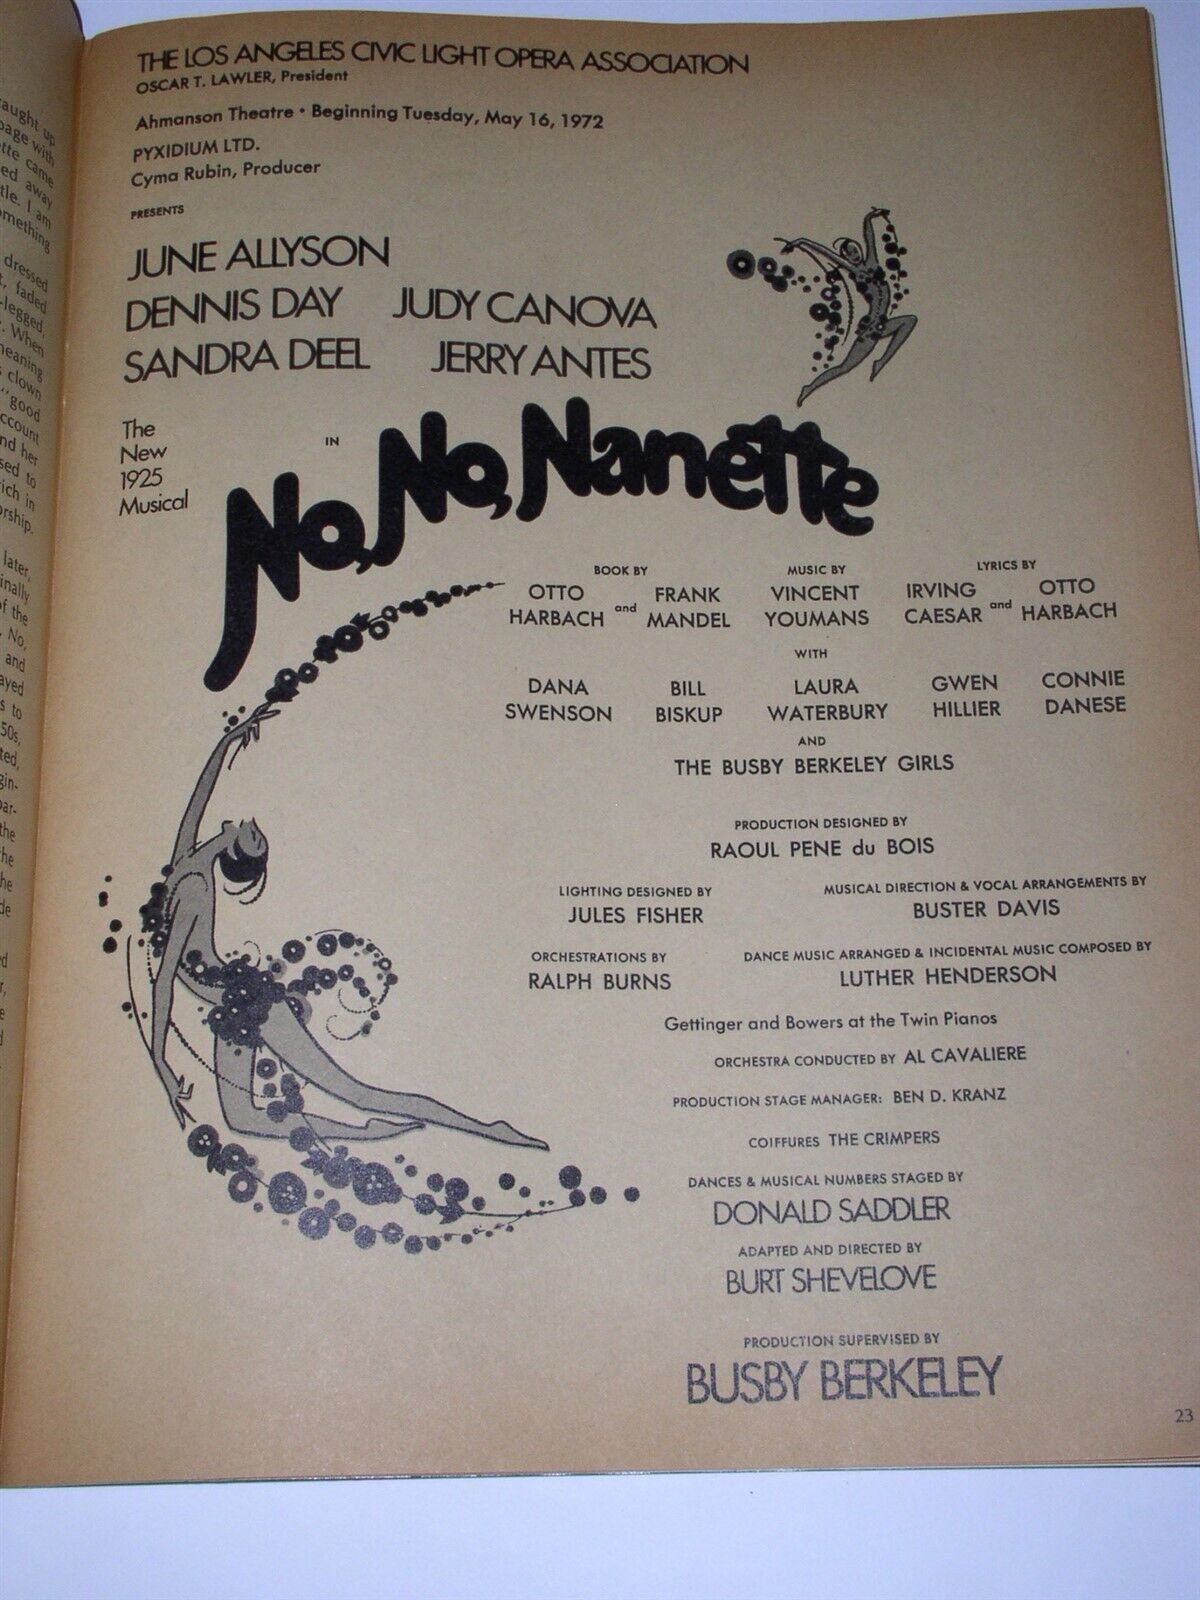 THE LOS ANGELES CIVIC LIGHT OPERA ASSOCIATION
OSCAR T. LAWLER, President
Ahmanson Theatre • Beginning Tuesday, May 16, 1972
PYXIDIUM LTD.
Cyma Rubin, Producer
PRESENTS
JUNE ALLYSON
DENNIS DAY JUDY CANOVA
SANDRA DEEL JERRY ANTES
The
New
1925
Musical
IN
No, No, Nanette
BOOK BY
OTTO HARBACH and FRANK MANDEL
MUSIC BY
VINCENT YOUMANS
LYRICS BY
IRVING CAESAR and OTTO HARBACH
WITH
DANA SWENSON
BILL BISKUP
LAURA WATERBURY
GWEN HILLIER
CONNIE DANESE
AND
THE BUSBY BERKELEY GIRLS
PRODUCTION DESIGNED BY
RAOUL PENE du BOIS
LIGHTING DESIGNED BY
JULES FISHER
MUSICAL DIRECTION & VOCAL ARRANGEMENTS BY
BUSTER DAVIS
ORCHESTRATIONS BY
RALPH BURNS
DANCE MUSIC ARRANGED & INCIDENTAL MUSIC COMPOSED BY
LUTHER HENDERSON
Gettinger and Bowers at the Twin Pianos
ORCHESTRA CONDUCTED BY AL CAVALIERE
PRODUCTION STAGE MANAGER: BEN D. KRANZ
COIFFURES THE CRIMPERS
DANCES & MUSICAL NUMBERS STAGED BY
DONALD SADDLER
ADAPTED AND DIRECTED BY
BURT SHEVELOVE
PRODUCTION SUPERVISED BY
BUSBY BERKELEY
23